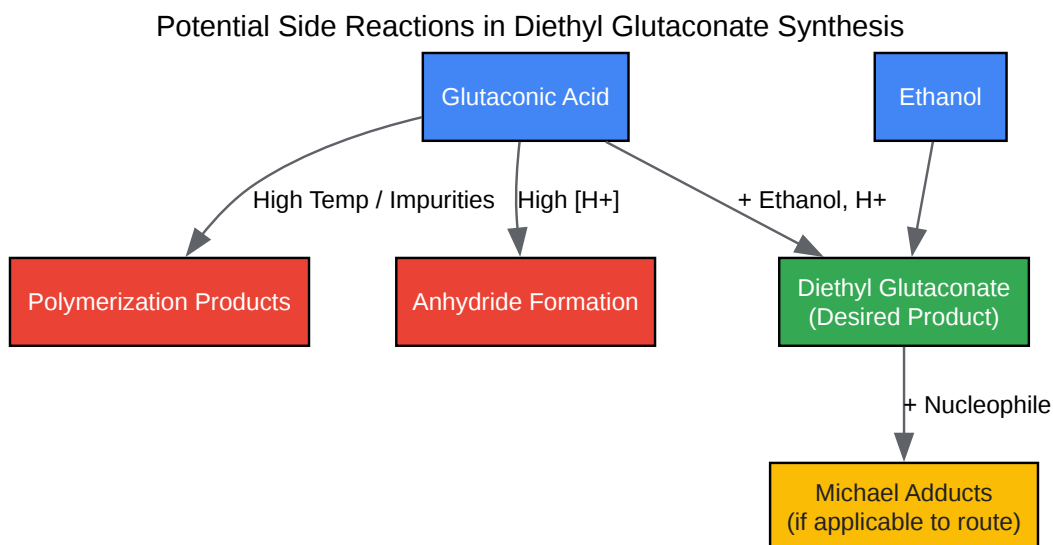 Potential Side Reactions in Diethyl Glutaconate Synthesis
Glutaconic Acid
Ethanol
High Temp / Impurities
High [H+]
+ Ethanol, H+
Polymerization Products
Anhydride Formation
Diethyl Glutaconate
(Desired Product)
+ Nucleophile
Michael Adducts
(if applicable to route)